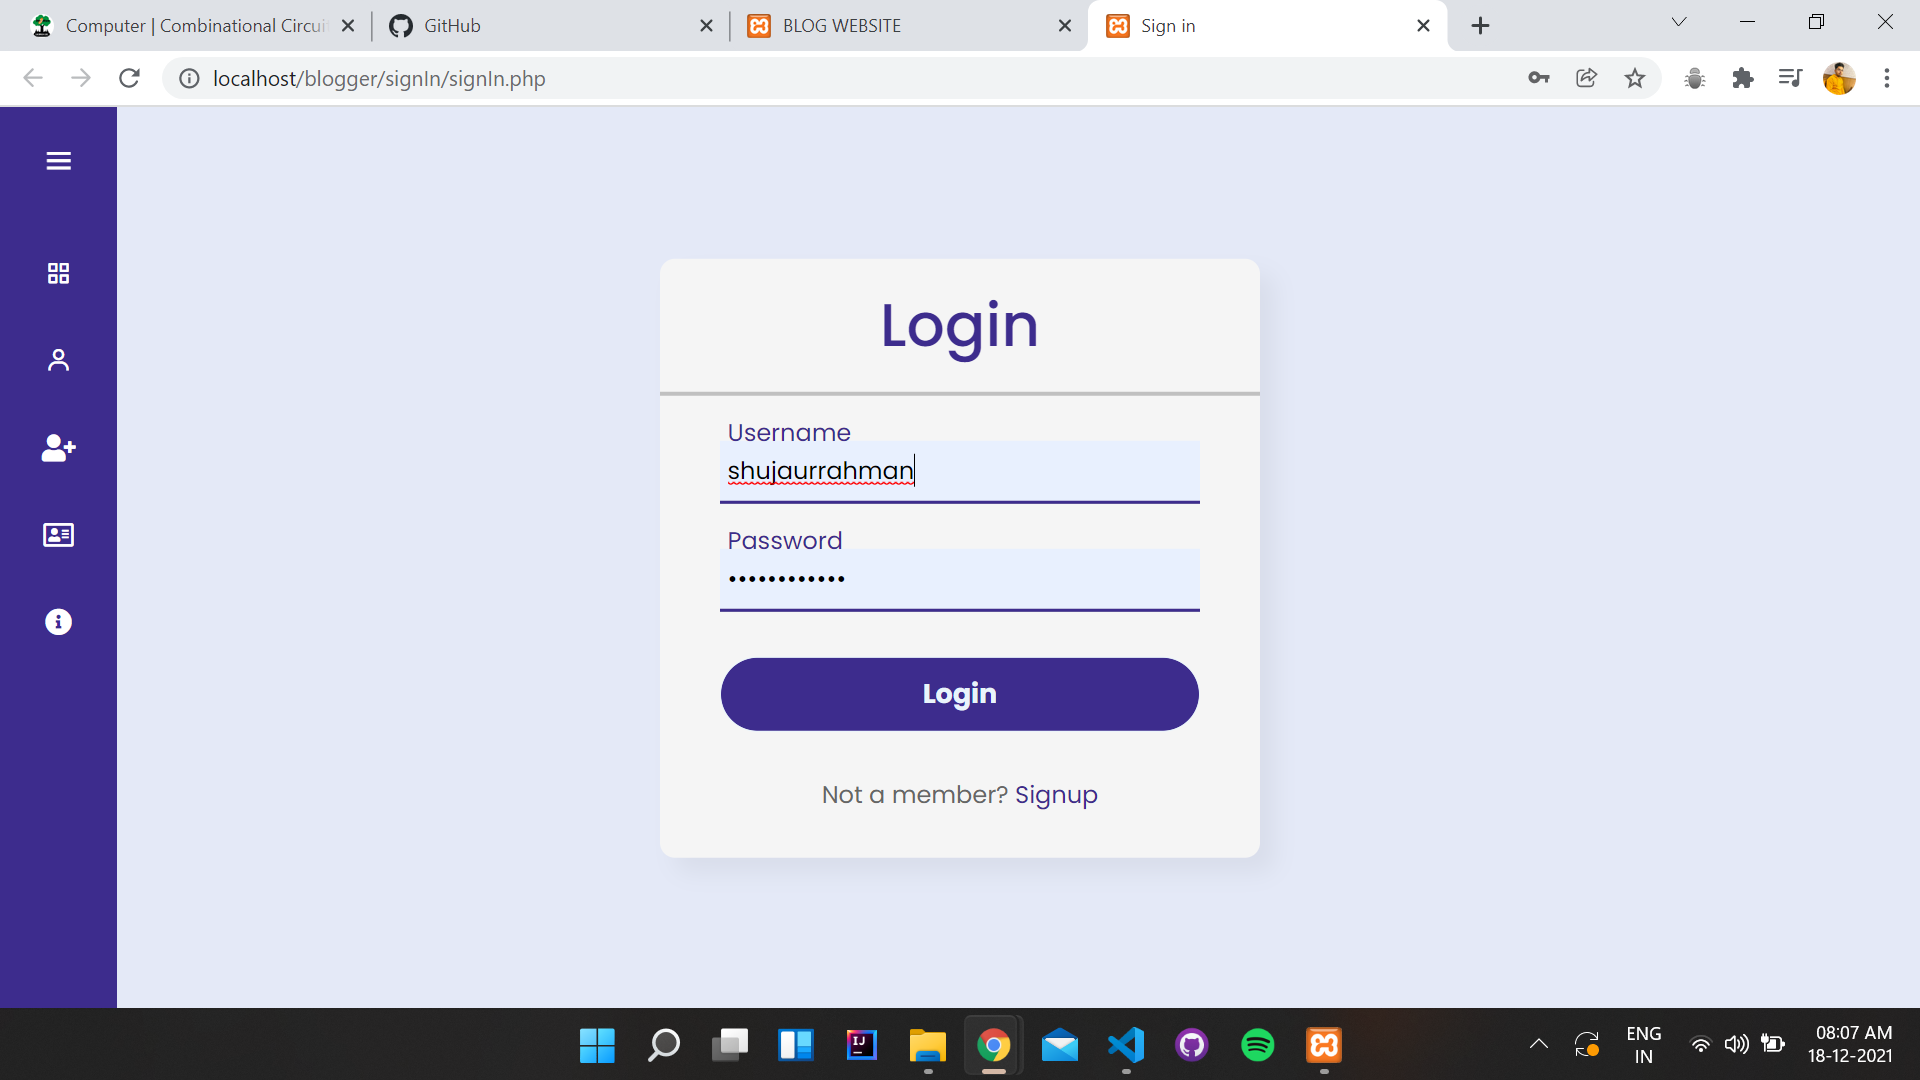 Computer | Combinational Circui
GitHub
BLOG WEBSITE
Sign in
localhost/blogger/signIn/signIn.php
Login
Username
shujaurrahman
Password
••••••••••••
Login
Not a member? Signup
IJ
ENG
IN
08:07 AM
18-12-2021